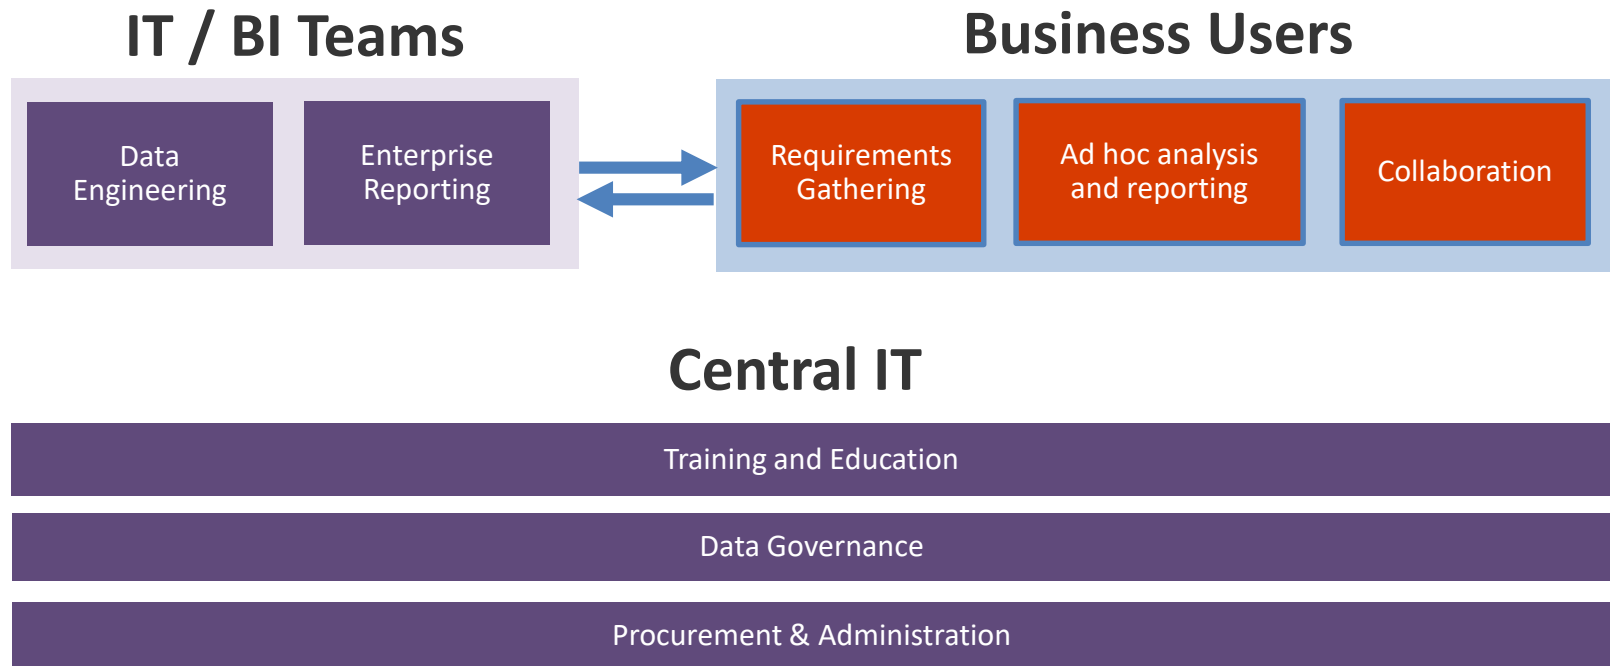 IT / BI Teams
Business Users
Data
Engineering
Enterprise
Reporting
Requirements
Gathering
Ad hoc analysis
and reporting
Collaboration
Central IT
Training and Education
Data Governance
Procurement & Administration